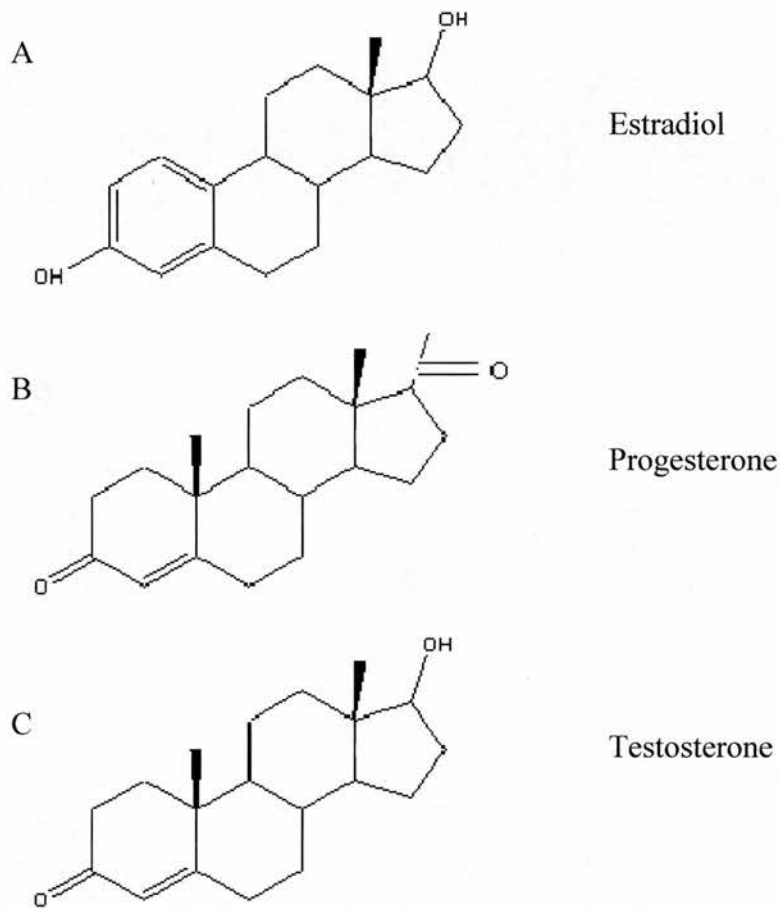 OH
A
Estradiol
OH
O
B
Progesterone
O
OH
C
Testosterone
O